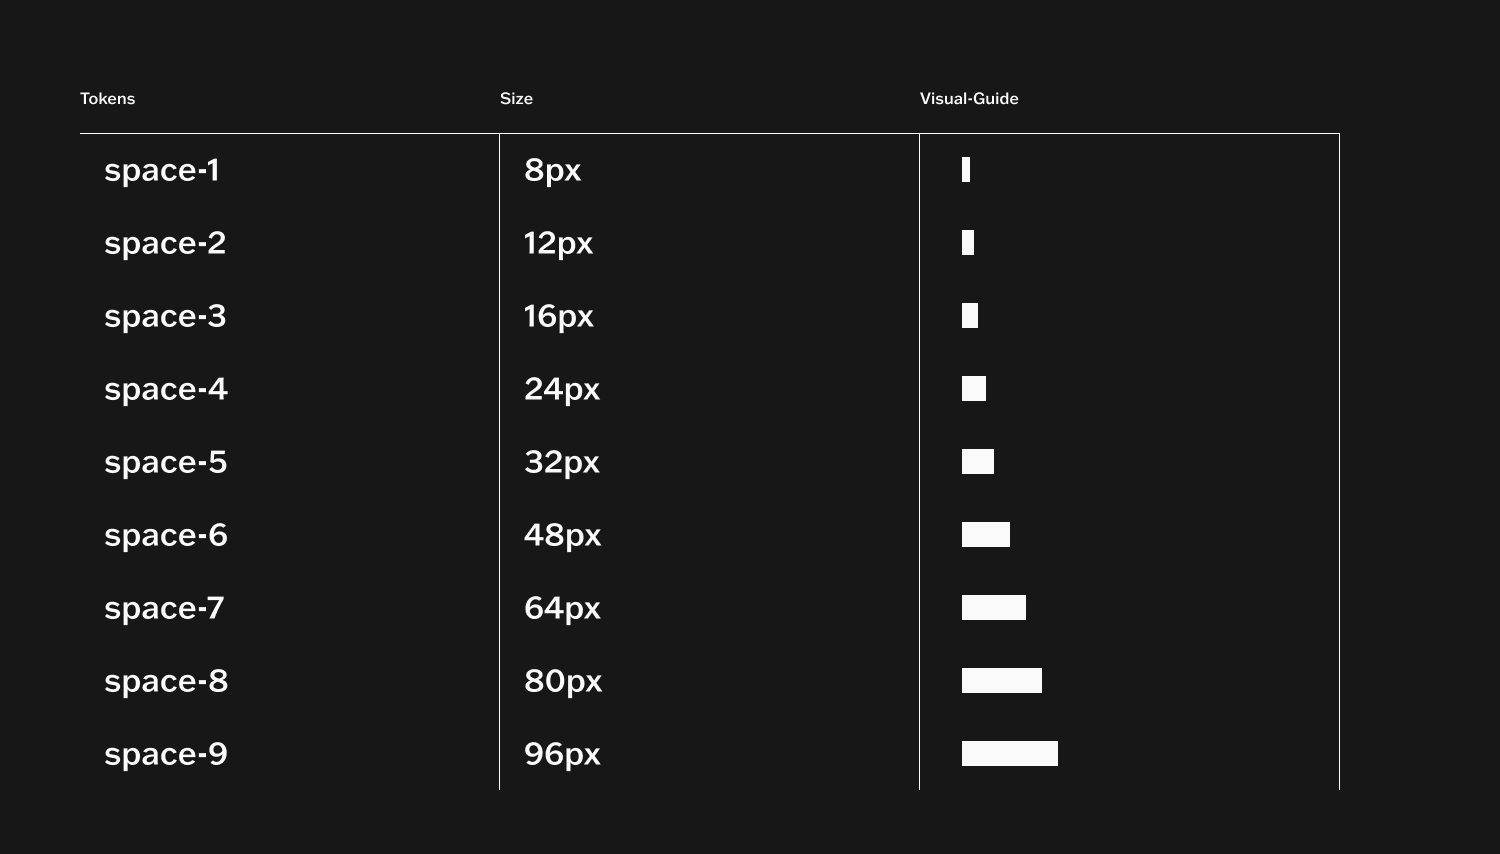 Tokens Size Visual-Guide
space-1 8px
space-2 12px
space-3 16px
space-4 24px
space-5 32px
space-6 48px
space-7 64px
space-8 80px
space-9 96px